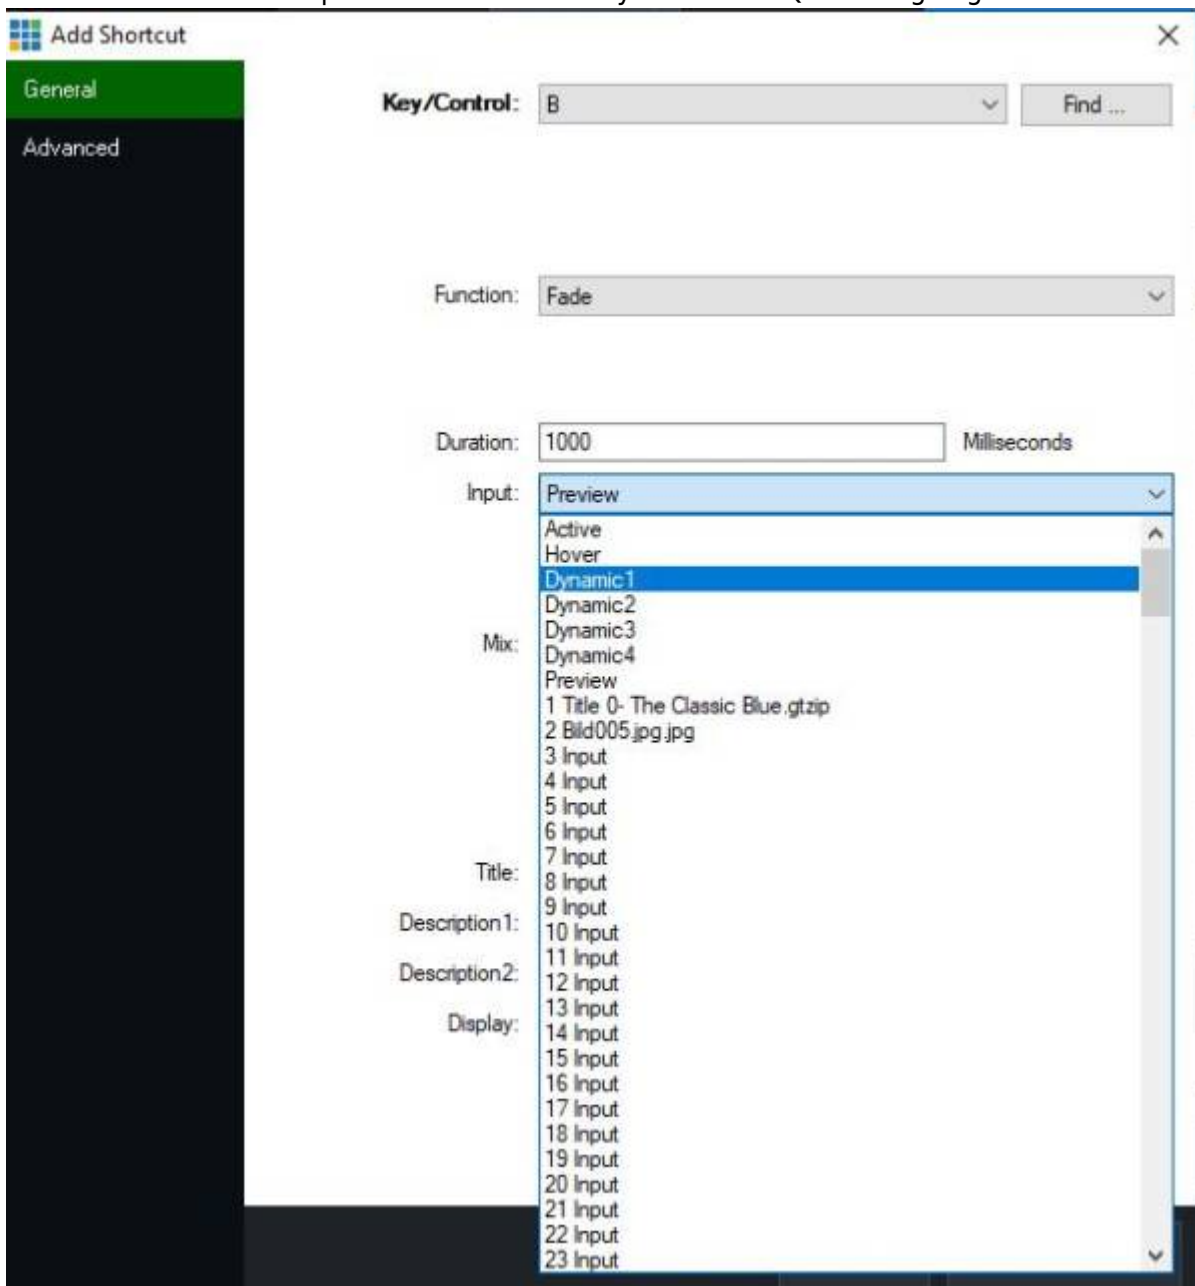 Add Shortcut
General
Advanced
Key/Control: B Find ...
Function: Fade
Duration: 1000 Milliseconds
Input: Preview
Active
Hover
Dynamic1
Dynamic2
Dynamic3
Mix:
Dynamic4
Preview
1 Title 0- The Classic Blue.gtzip
2 Bild005.jpg.jpg
3 Input
4 Input
5 Input
6 Input
7 Input
Title:
8 Input
9 Input
Description1:
10 Input
11 Input
Description2:
12 Input
13 Input
Display:
14 Input
15 Input
16 Input
17 Input
18 Input
19 Input
20 Input
21 Input
22 Input
23 Input